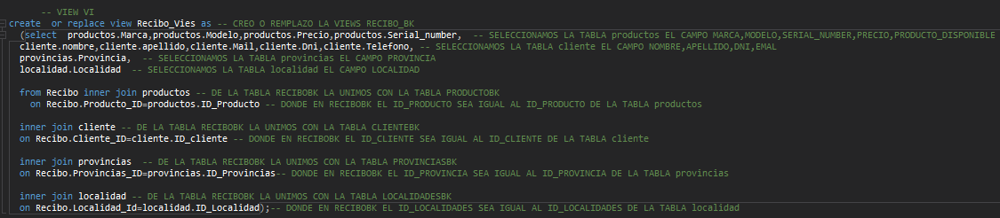 -- VIEW VI
create  or replace view Recibo_Vies as -- CREO O REMPLAZO LA VIEWS RECIBO_BK
(select  productos.Marca,productos.Modelo,productos.Precio,productos.Serial_number,  -- SELECCIONAMOS LA TABLA productos EL CAMPO MARCA,MODELO,SERIAL_NUMBER,PRECIO,PRODUCTO_DISPONIBLE
cliente.nombre,cliente.apellido,cliente.Mail,cliente.Dni,Cliente.Telefono, -- SELECCIONAMOS LA TABLA cliente EL CAMPO NOMBRE,APELLIDO,DNI,EMAL
provincias.Provincia,  -- SELECCIONAMOS LA TABLA provincias EL CAMPO PROVINCIA
localidad.Localidad  -- SELECCIONAMOS LA TABLA localidad EL CAMPO LOCALIDAD
from Recibo inner join productos -- DE LA TABLA RECIBOBK LA UNIMOS CON LA TABLA PRODUCTOBK
on Recibo.Producto_ID=productos.ID_Producto -- DONDE EN RECIBOBK EL ID_PRODUCTO SEA IGUAL AL ID_PRODUCTO DE LA TABLA productos
inner join cliente -- DE LA TABLA RECIBOBK LA UNIMOS CON LA TABLA CLIENTEBK
on Recibo.Cliente_ID=cliente.ID_cliente -- DONDE EN RECIBOBK EL ID_CLIENTE SEA IGUAL AL ID_CLIENTE DE LA TABLA cliente
inner join provincias  -- DE LA TABLA RECIBOBK LA UNIMOS CON LA TABLA PROVINCIASBK
on Recibo.Provincias_ID=provincias.ID_Provincias-- DONDE EN RECIBOBK EL ID_PROVINCIA SEA IGUAL AL ID_PROVINCIA DE LA TABLA provincias
inner join localidad -- DE LA TABLA RECIBOBK LA UNIMOS CON LA TABLA LOCALIDADESBK
on Recibo.Localidad_Id=localidad.ID_Localidad);-- DONDE EN RECIBOBK EL ID_LOCALIDADES SEA IGUAL AL ID_LOCALIDADES DE LA TABLA localidad